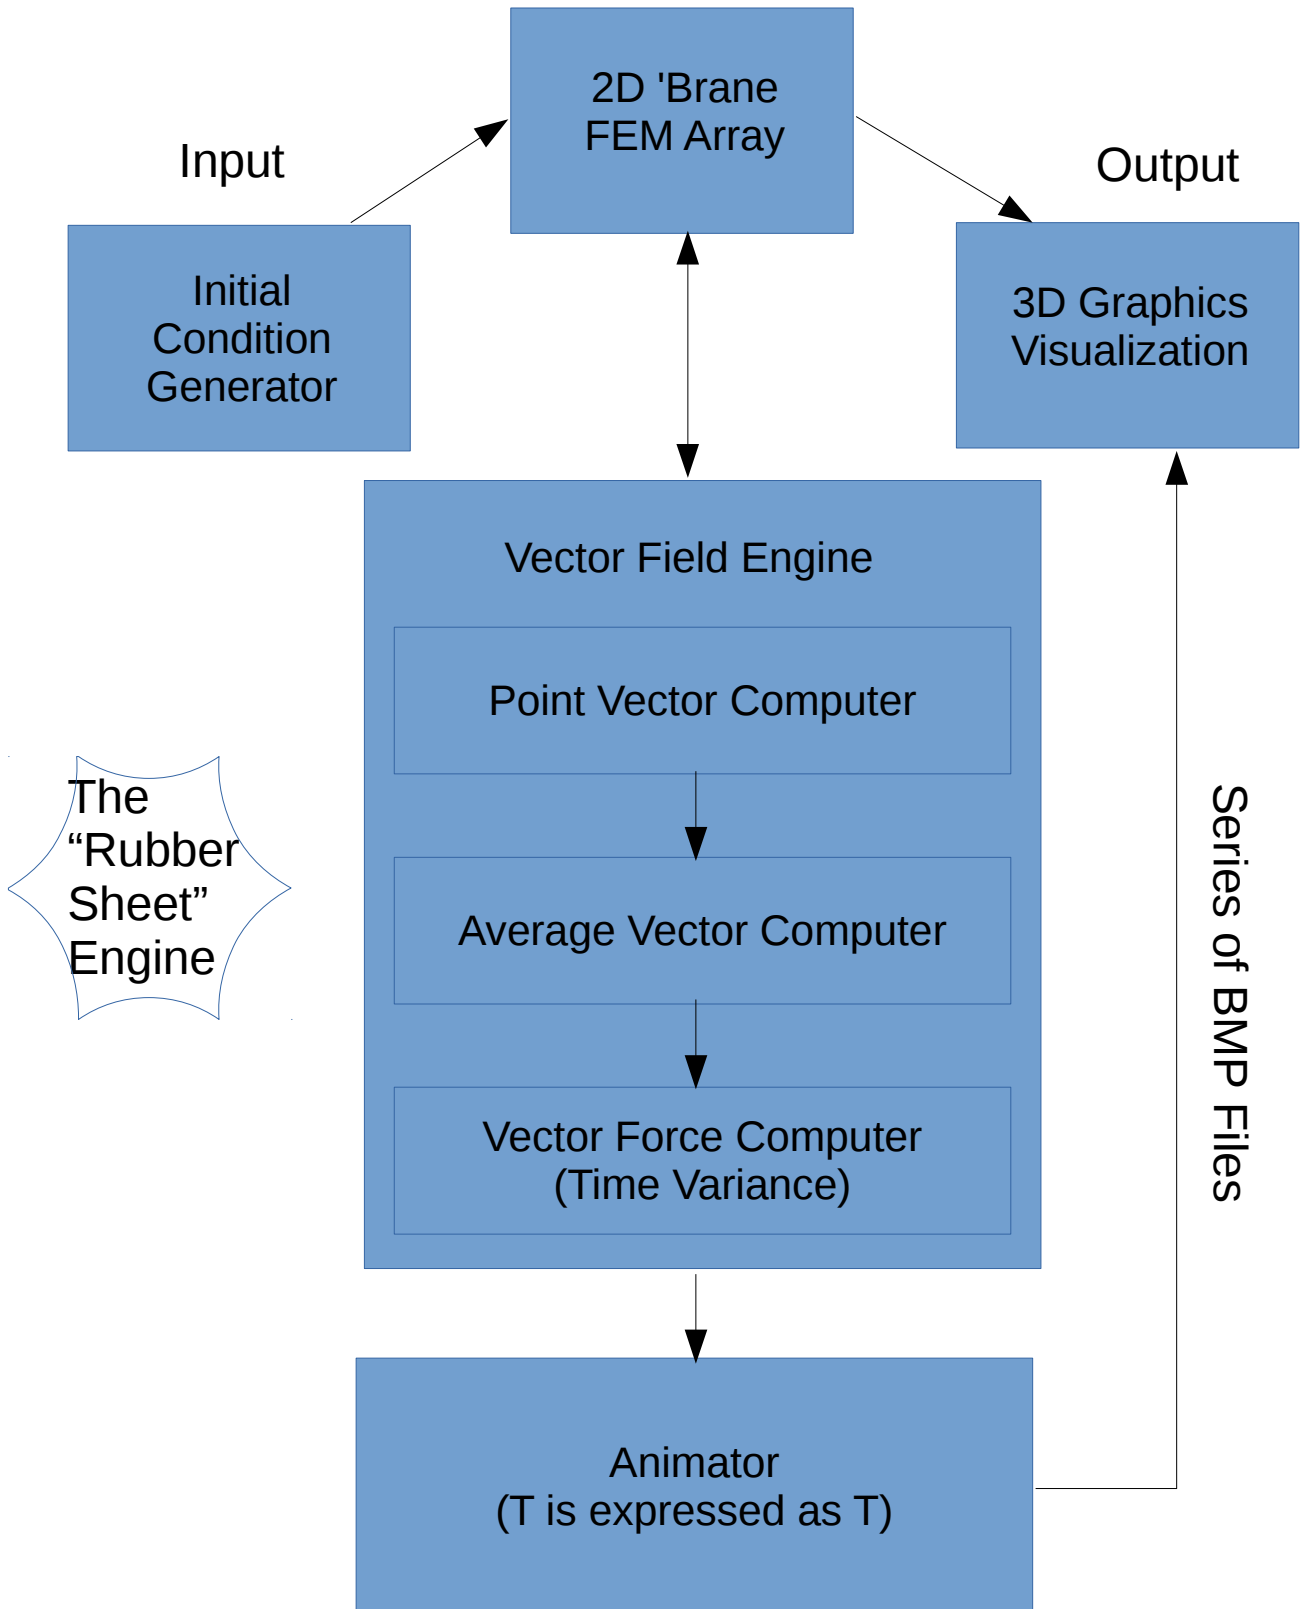 2D 'Brane
FEM Array
Input
Output
Initial
Condition
Generator
3D Graphics
Visualization
Vector Field Engine
Point Vector Computer
The
“Rubber
Sheet”
Engine
Average Vector Computer
Series of BMP Files
Vector Force Computer
(Time Variance)
Animator
(T is expressed as T)